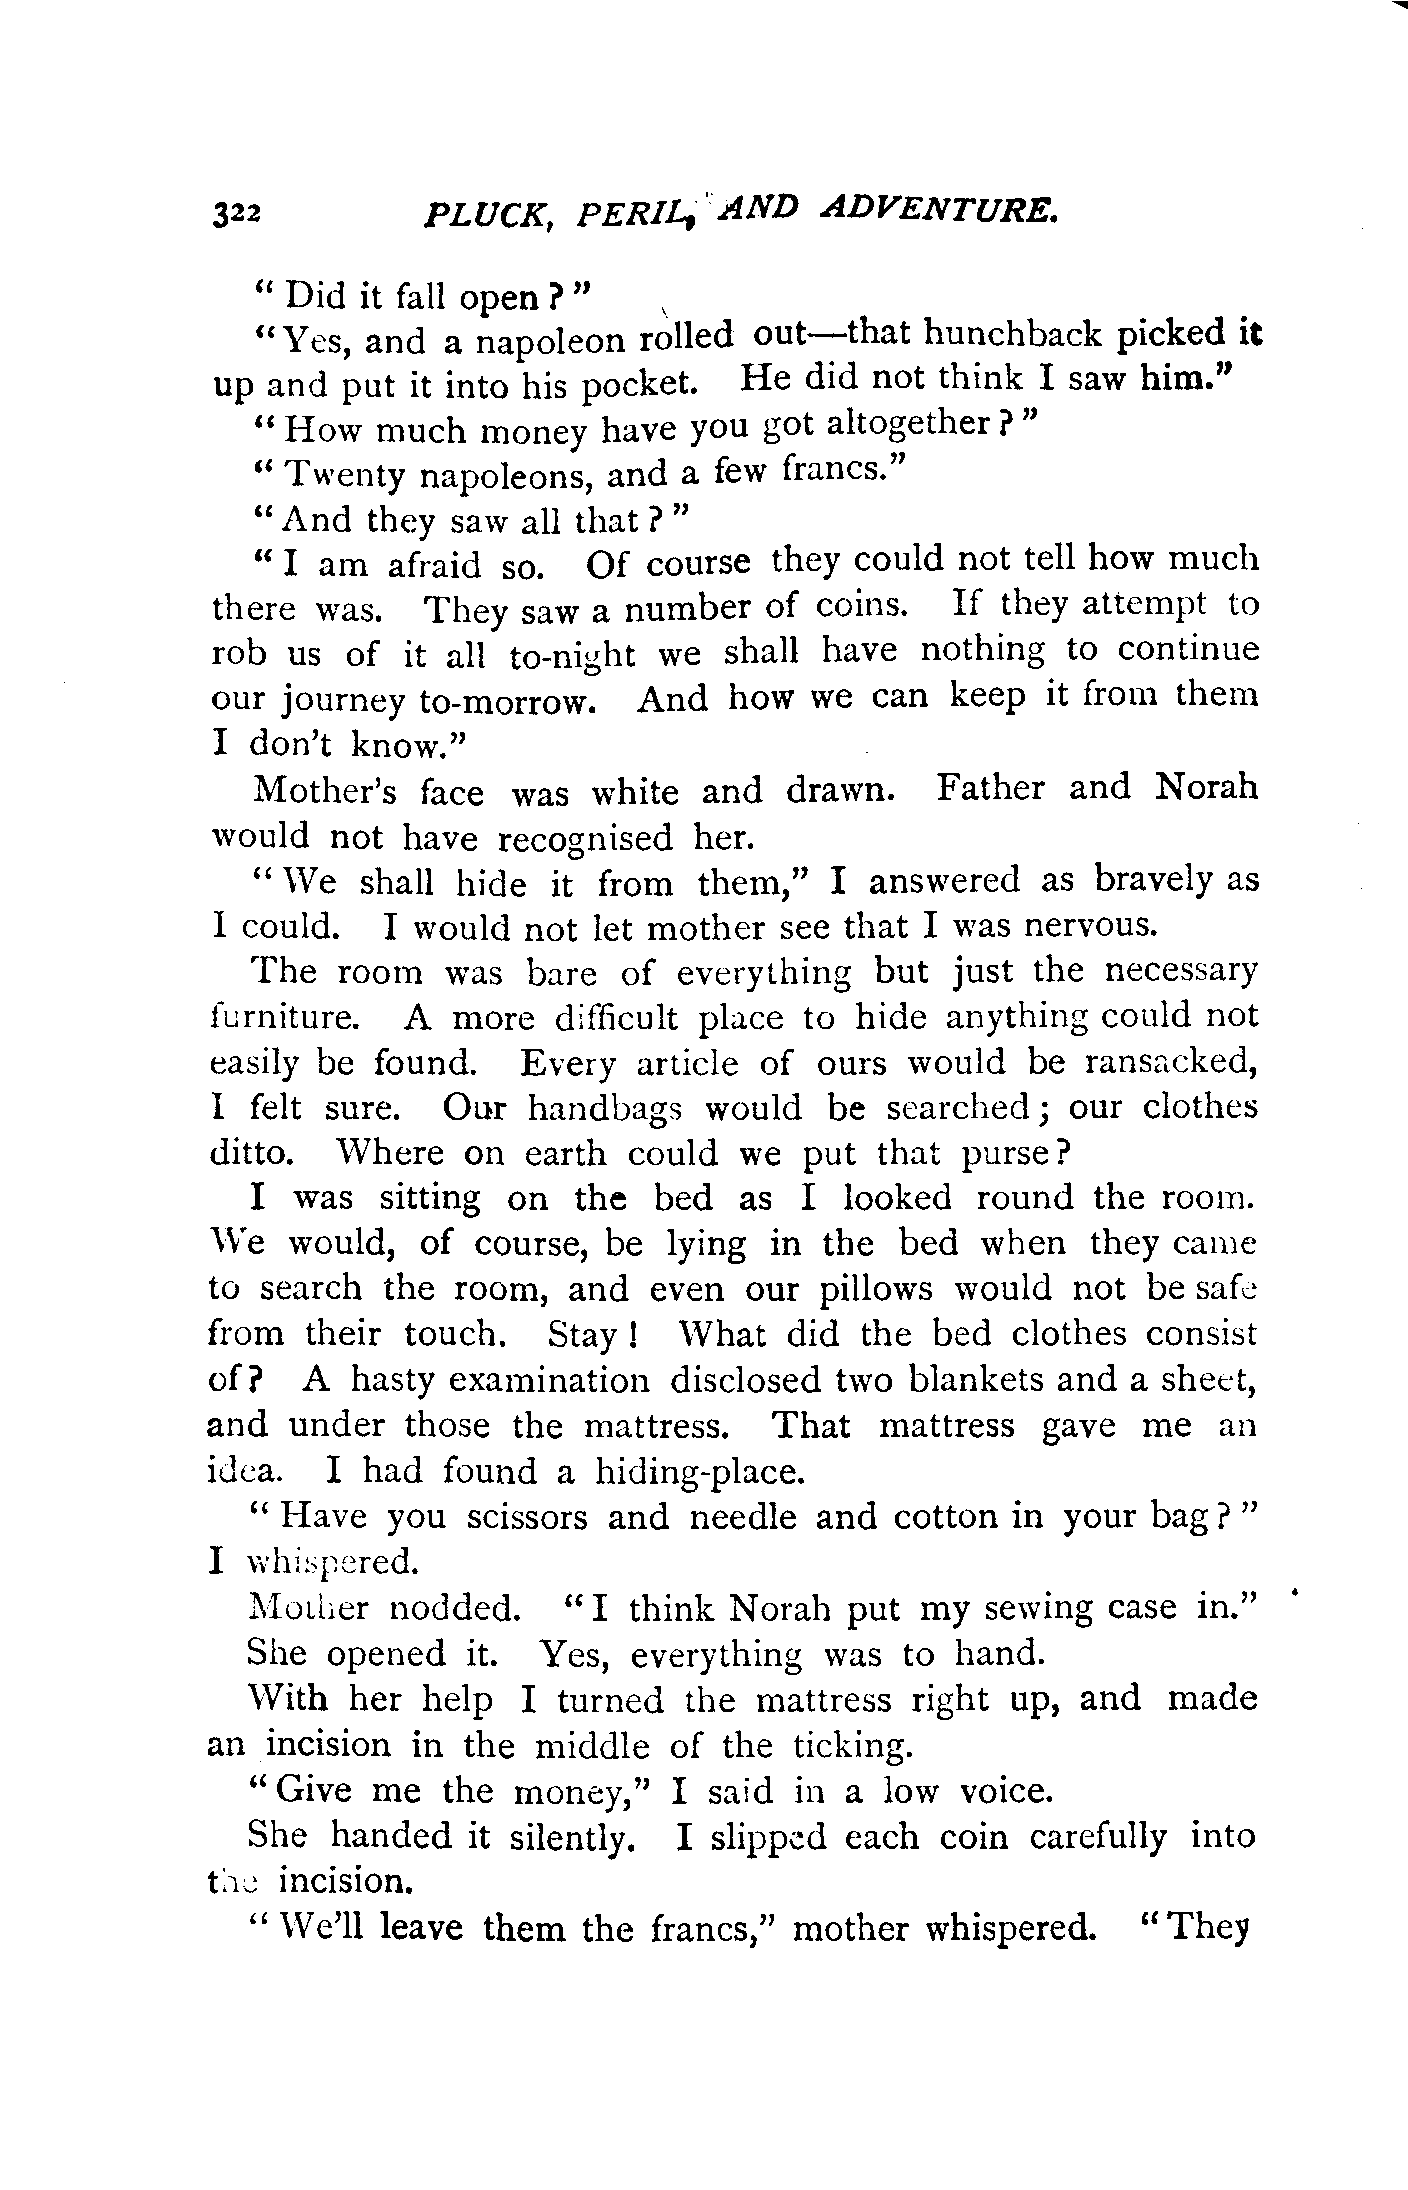 322 PLUCK, PERIL, AND ADVENTURE.
" Did it fall open ? "
" Yes, and a napoleon rolled out—that hunchback picked it
up and put it into his pocket. He did not think I saw him."
" How much money have you got altogether ? "
" Twenty napoleons, and a few francs."
" And they saw all that ? "
" I am afraid so. Of course they could not tell how much
there was. They saw a number of coins. If they attempt to
rob us of it all to-night we shall have nothing to continue
our journey to-morrow. And how we can keep it from them
I don't know."
Mother's face was white and drawn. Father and Norah
would not have recognised her.
" We shall hide it from them," I answered as bravely as
I could. I would not let mother see that I was nervous.
The room was bare of everything but just the necessary
furniture. A more difficult place to hide anything could not
easily be found. Every article of ours would be ransacked,
I felt sure. Our handbags would be searched ; our clothes
ditto. Where on earth could we put that purse ?
I was sitting on the bed as I looked round the room.
We would, of course, be lying in the bed when they came
to search the room, and even our pillows would not be safe
from their touch. Stay ! What did the bed clothes consist
of ? A hasty examination disclosed two blankets and a sheet,
and under those the mattress. That mattress gave me an
idea. I had found a hiding-place.
" Have you scissors and needle and cotton in your bag ? "
I whispered.
Mother nodded. " I think Norah put my sewing case in."
She opened it. Yes, everything was to hand.
With her help I turned the mattress right up, and made
an incision in the middle of the ticking.
" Give me the money," I said in a low voice.
She handed it silently. I slipped each coin carefully into
the incision.
" We'll leave them the francs," mother whispered. " They